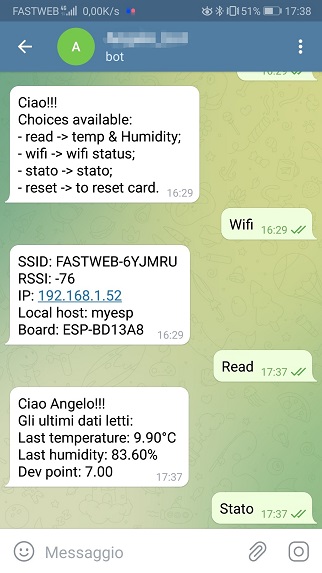 FASTWEB 0,00K/s 51% 17:38
A
bot
16:29
Ciao!!!
Choices available:
- read -> temp & Humidity;
- wifi -> wifi status;
- stato -> stato;
- reset -> to reset card.
16:29
Wifi 16:29
SSID: FASTWEB-6YJMRU
RSSI: -76
IP: 192.168.1.52
Local host: myesp
Board: ESP-BD13A8
16:29
Read 17:37
Ciao Angelo!!!
Gli ultimi dati letti:
Last temperature: 9.90°C
Last humidity: 83.60%
Dev point: 7.00
17:37
Stato 17:37
Messaggio